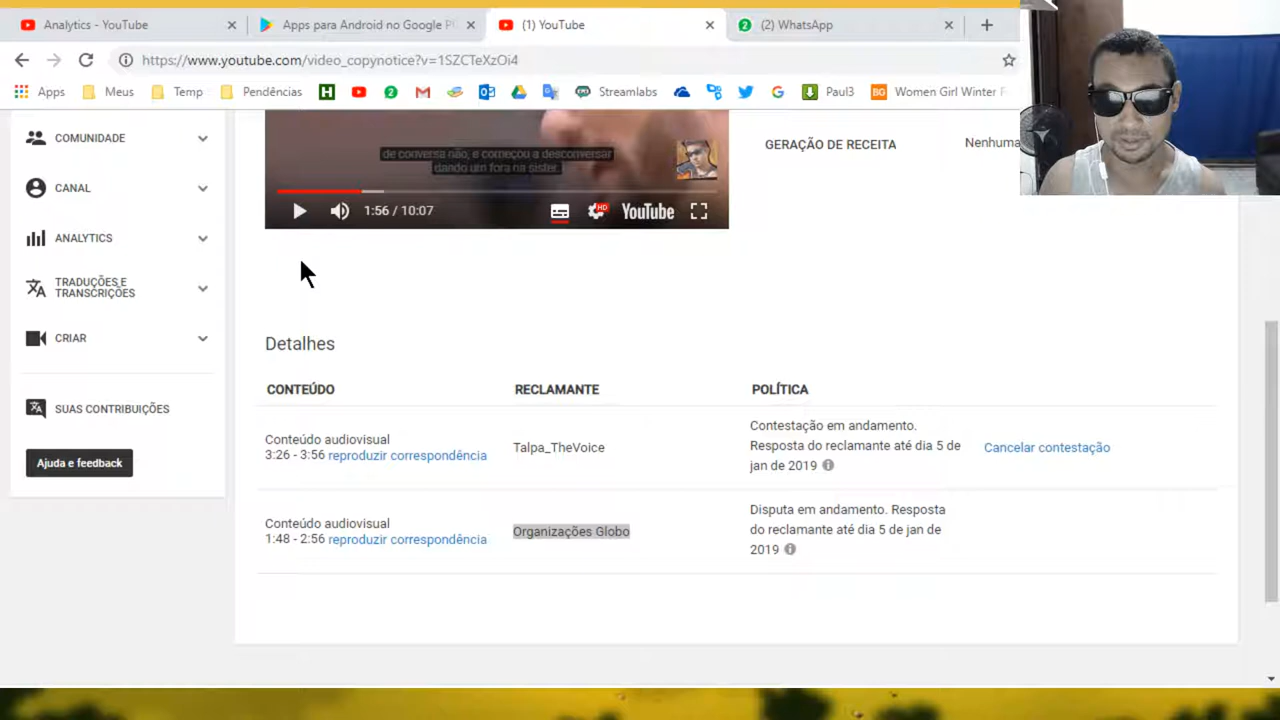 Analytics - YouTube
Apps para Android no Google P
(1) YouTube
(2) WhatsApp
https://www.youtube.com/video_copynotice?v=1SZCTeXzOi4
Apps
Meus
Temp
Pendências
Streamlabs
Paul3
Women Girl Winter F
COMUNIDADE
CANAL
ANALYTICS
TRADUÇÕES E
TRANSCRIÇÕES
CRIAR
SUAS CONTRIBUIÇÕES
Ajuda e feedback
de conversa não, e começou a desconversar
dando um fora na sister.
1:56 / 10:07
HD
YouTube
GERAÇÃO DE RECEITA
Nenhuma
Detalhes
CONTEÚDO RECLAMANTE POLÍTICA
Conteúdo audiovisual
3:26 - 3:56 reproduzir correspondência
Talpa_TheVoice
Contestação em andamento.
Resposta do reclamante até dia 5 de
jan de 2019
Cancelar contestação
Conteúdo audiovisual
1:48 - 2:56 reproduzir correspondência
Organizações Globo
Disputa em andamento. Resposta
do reclamante até dia 5 de jan de
2019